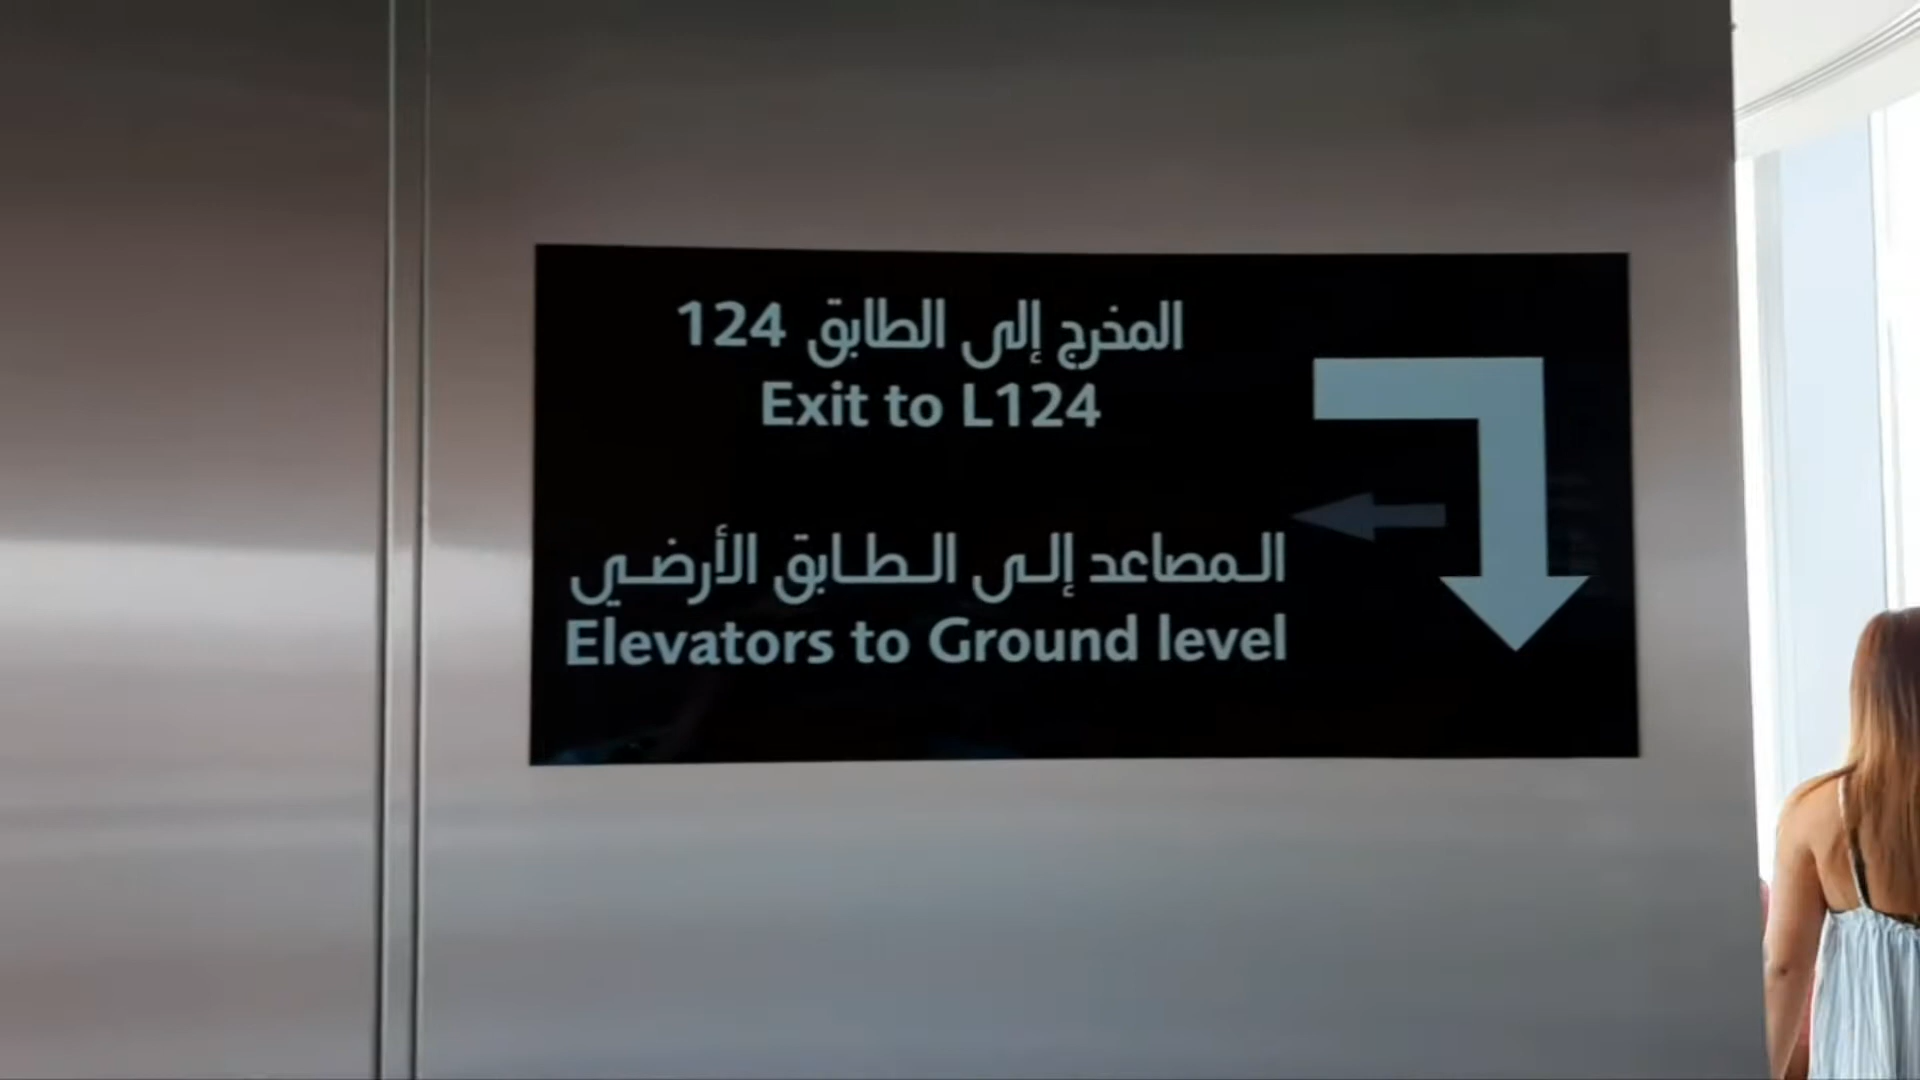 المخرج إلى الطابق 124
Exit to L124
المصاعد إلى الطابق الأرضي
Elevators to Ground level